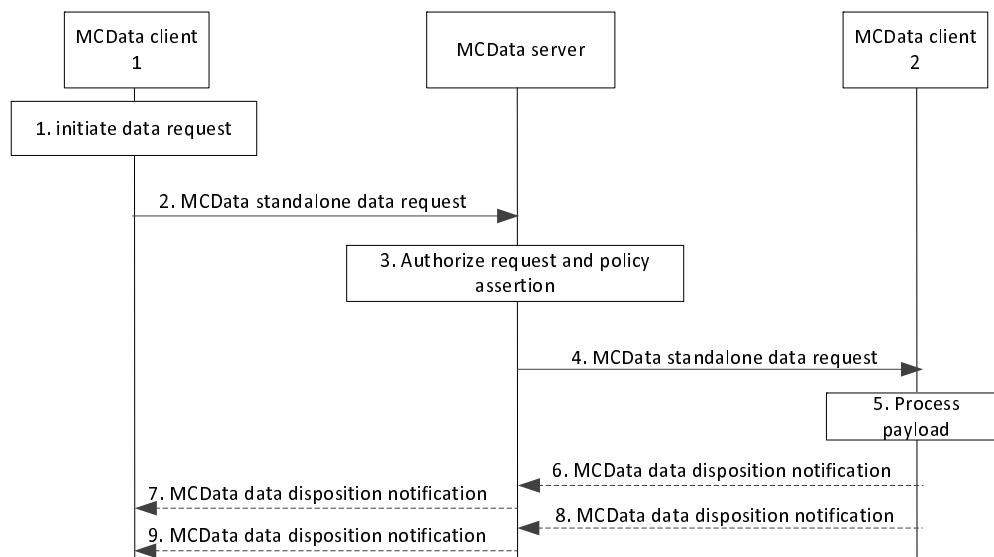 MCData client
1
MCData server
MCData client
2
1. initiate data request
2. MCData standalone data request
3. Authorize request and policy
assertion
4. MCData standalone data request
5. Process
payload
6. MCData data disposition notification
7. MCData data disposition notification
8. MCData data disposition notification
9. MCData data disposition notification